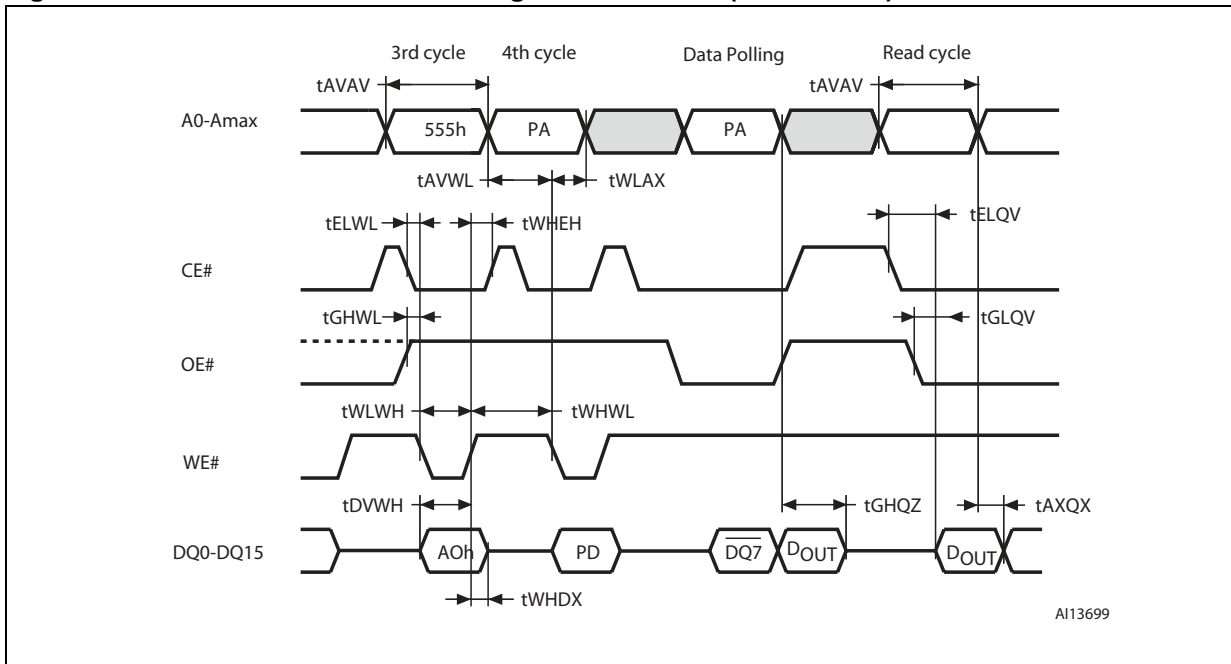 3rd cycle 4th cycle Data Polling Read cycle
tAVAV tAVAV
A0-Amax 555h PA PA
tAVWL tWLAX
tELWL tWHEH tELQV
CE#
tGHWL tGLQV
OE#
tWLWH tWHWL
WE#
tDVWH tGHQZ tAXQX
DQ0-DQ15 AOh PD DQ7 DOUT DOUT
tWHDX
AI13699